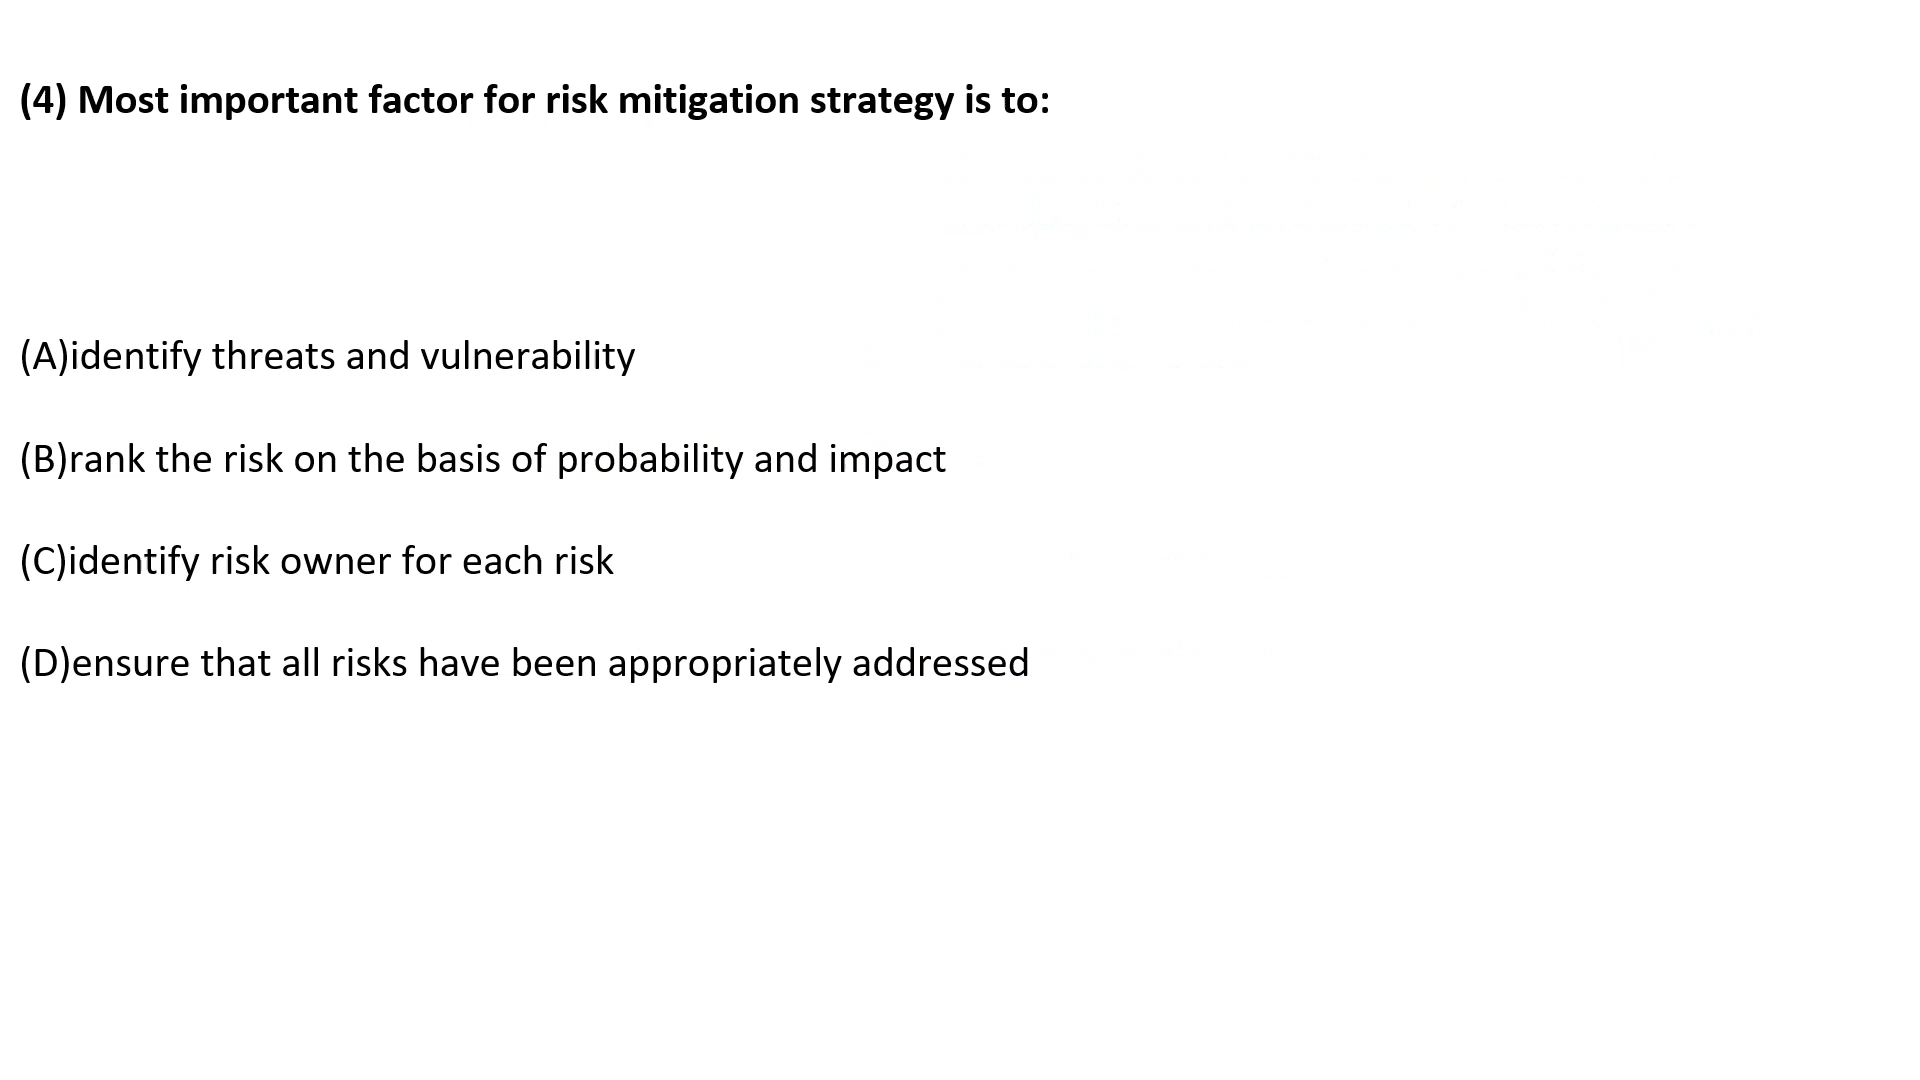 (4) Most important factor for risk mitigation strategy is to:
(A)identify threats and vulnerability
(B)rank the risk on the basis of probability and impact
(C)identify risk owner for each risk
(D)ensure that all risks have been appropriately addressed